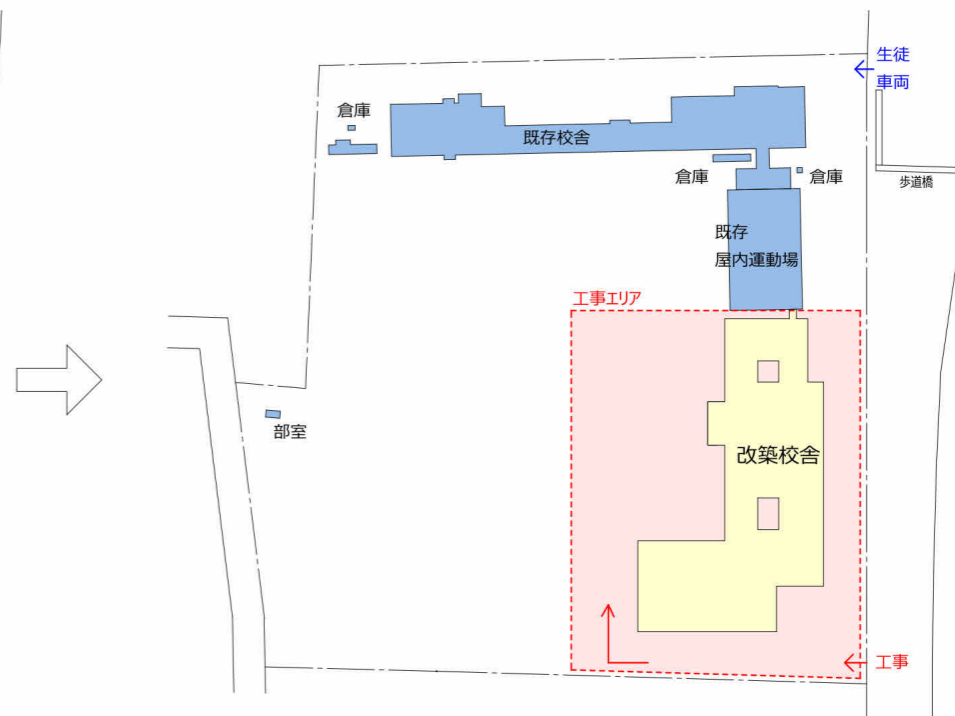 生徒
車両
倉庫
既存校舎
倉庫
倉庫
歩道橋
既存
屋内運動場
工事エリア
部室
改築校舎
工事